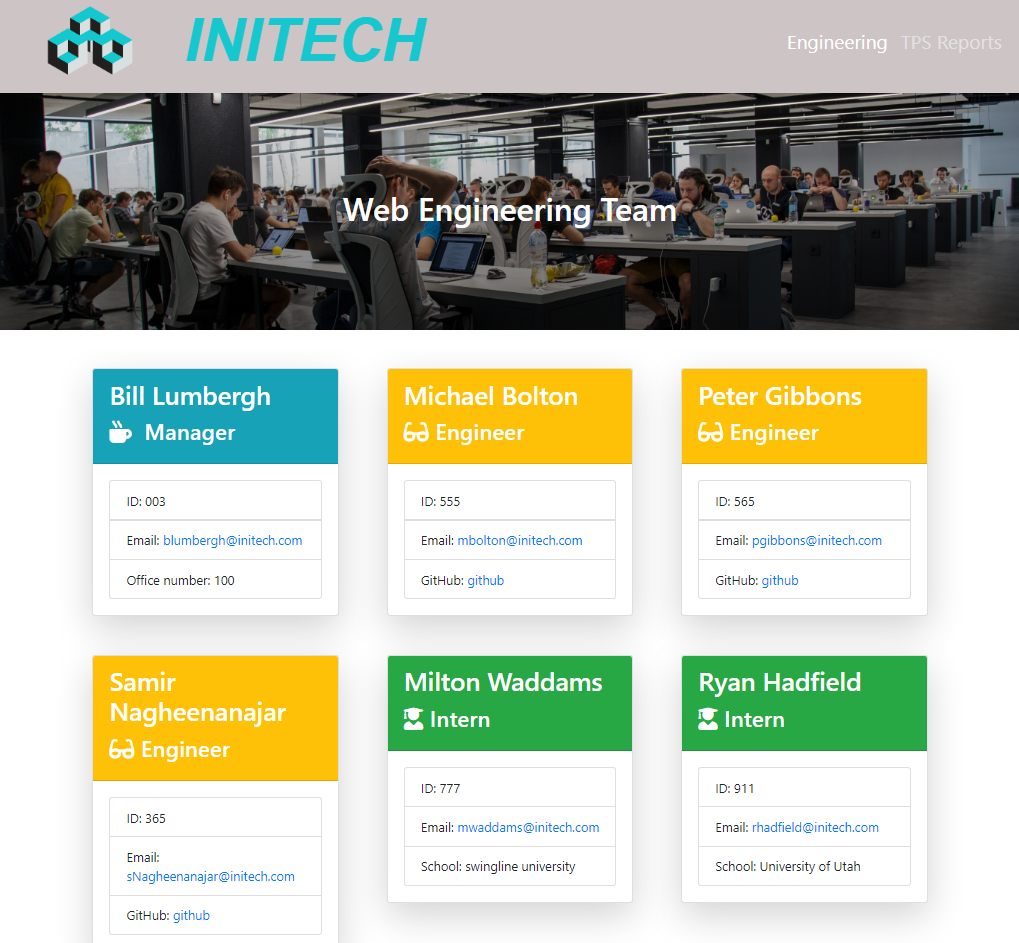 INITECH
Engineering TPS Reports
Web Engineering Team
Bill Lumbergh
Manager
ID: 003
Email: blumbergh@initech.com
Office number: 100
Michael Bolton
Engineer
ID: 555
Email: mbolton@initech.com
GitHub: github
Peter Gibbons
Engineer
ID: 565
Email: pgibbons@initech.com
GitHub: github
Samir
Nagheenanajar
Engineer
ID: 365
Email:
sNagheenanajar@initech.com
GitHub: github
Milton Waddams
Intern
ID: 777
Email: mwaddams@initech.com
School: swingline university
Ryan Hadfield
Intern
ID: 911
Email: rhadfield@initech.com
School: University of Utah